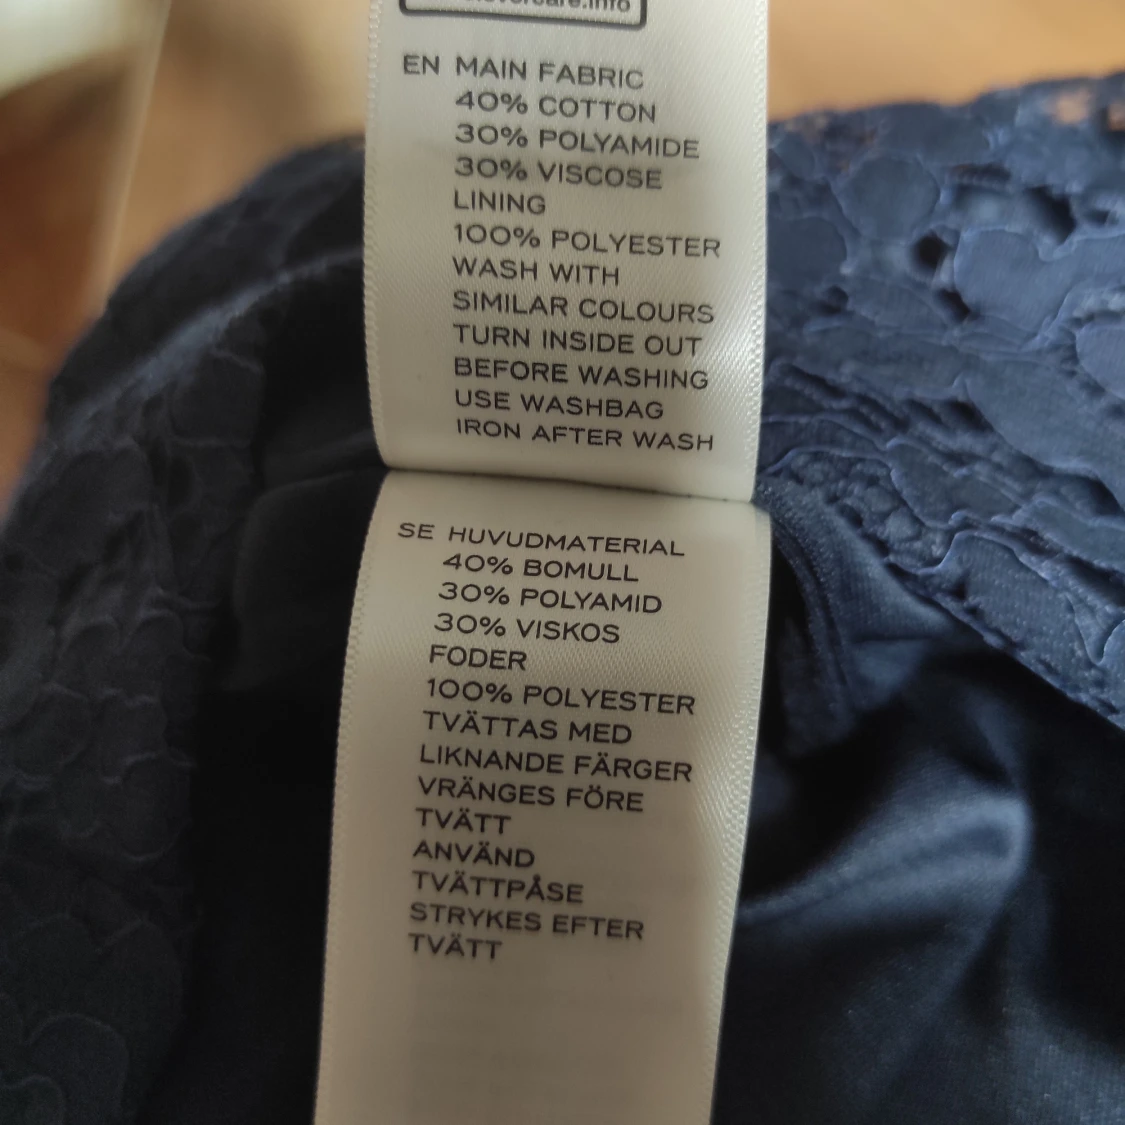 EN MAIN FABRIC
40% COTTON
30% POLYAMIDE
30% VISCOSE
LINING
100% POLYESTER
WASH WITH
SIMILAR COLOURS
TURN INSIDE OUT
BEFORE WASHING
USE WASHBAG
IRON AFTER WASH
SE HUVUDMATERIAL
40% BOMULL
30% POLYAMID
30% VISKOS
FODER
100% POLYESTER
TVÄTTAS MED
LIKNANDE FÄRGER
VRÄNGES FÖRE
TVÄTT
ANVÄND
TVÄTTPÅSE
STRYKES EFTER
TVÄTT